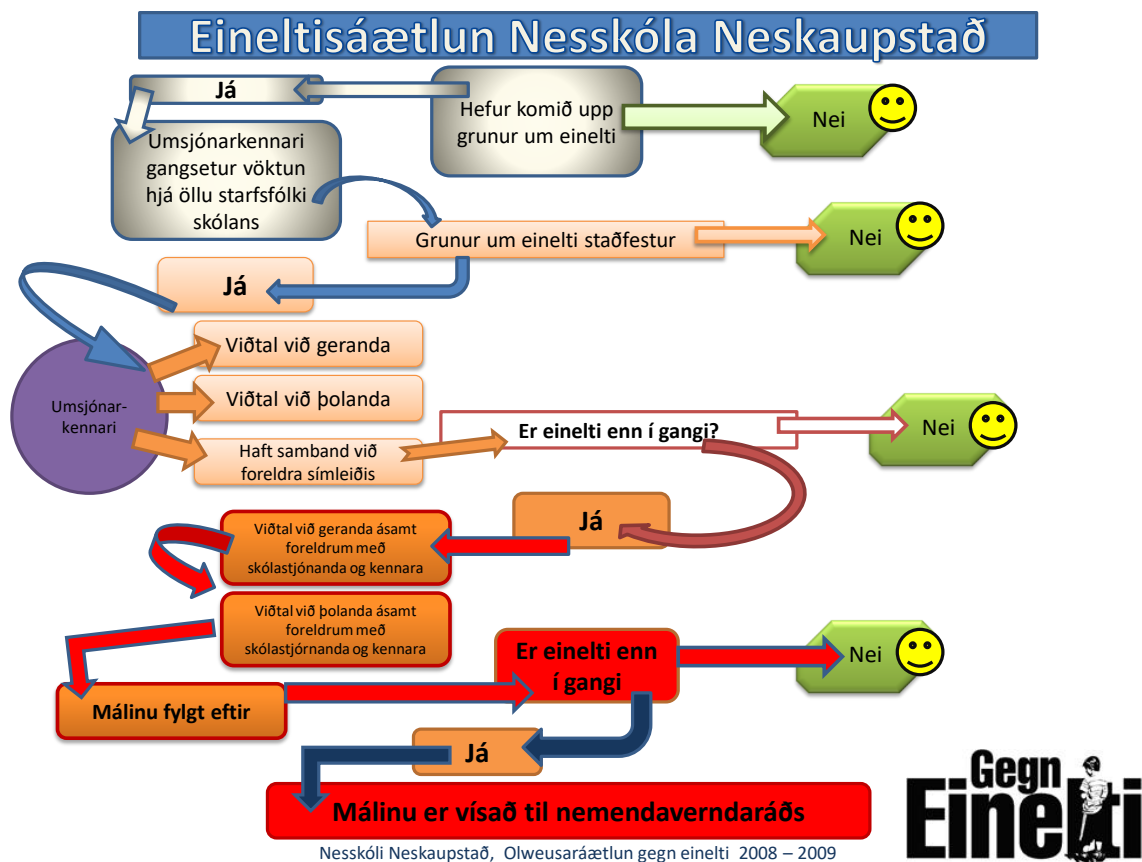 Eineltisáætlun Nesskóla Neskaupstað
Hefur komið upp
grunur um einelti
Nei
Já
Umsjónarkennari
gangsetur vöktun
hjá öllu starfsfólki
skólans
Grunur um einelti staðfestur
Nei
Já
Umsjónar-
kennari
Viðtal við geranda
Viðtal við þolanda
Haft samband við
foreldra símleiðis
Er einelti enn í gangi?
Nei
Já
Viðtal við geranda ásamt
foreldrum með
skólastjónanda og kennara
Viðtal við þolanda ásamt
foreldrum með
skólastjórnanda og kennara
Málinu fylgt eftir
Er einelti enn
í gangi
Nei
Já
Málinu er vísað til nemendaverndaráðs
Nesskóli Neskaupstað, Olweusaráætlun gegn einelti 2008 – 2009
Gegn
Einelti